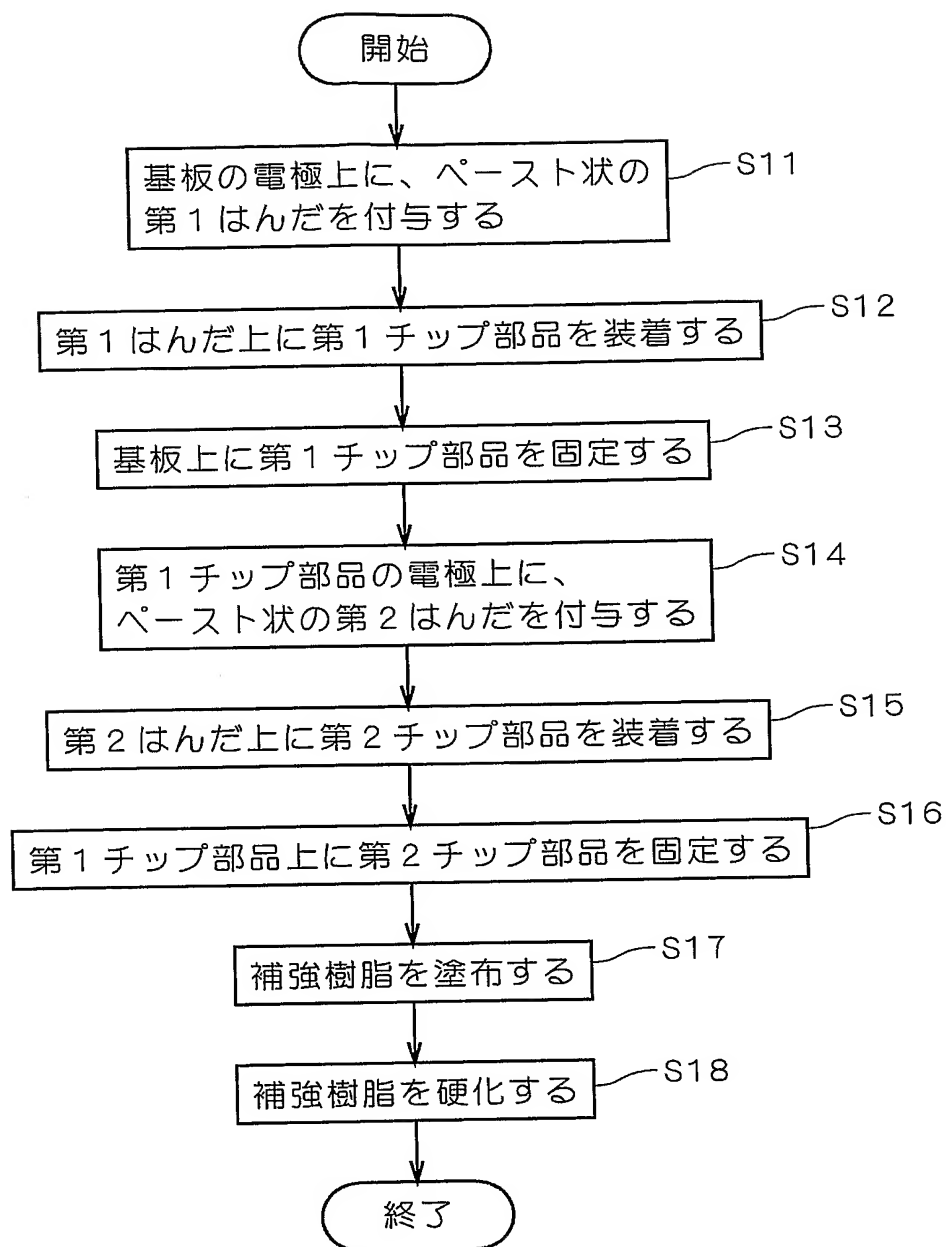 開始
基板の電極上に、ペースト状の
第1はんだを付与する
S11
第1はんだ上に第1チップ部品を装着する
S12
基板上に第1チップ部品を固定する
S13
第1チップ部品の電極上に、
ペースト状の第2はんだを付与する
S14
第2はんだ上に第2チップ部品を装着する
S15
第1チップ部品上に第2チップ部品を固定する
S16
補強樹脂を塗布する
S17
補強樹脂を硬化する
S18
終了